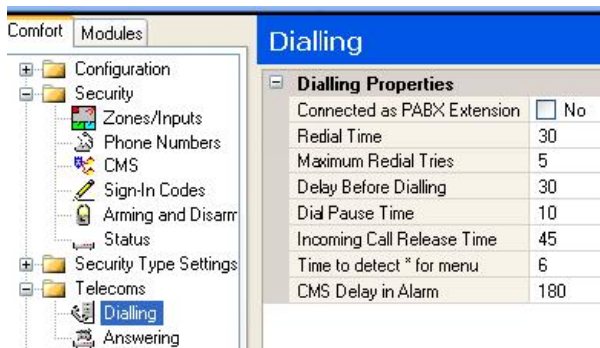 Comfort
Modules
Configuration
Security
Zones/Inputs
Phone Numbers
CMS
Sign-In Codes
Arming and Disarm
Status
Security Type Settings
Telecoms
Dialling
Answering
Dialling
Dialling Properties
Connected as PABX Extension No
Redial Time 30
Maximum Redial Tries 5
Delay Before Dialling 30
Dial Pause Time 10
Incoming Call Release Time 45
Time to detect * for menu 6
CMS Delay in Alarm 180